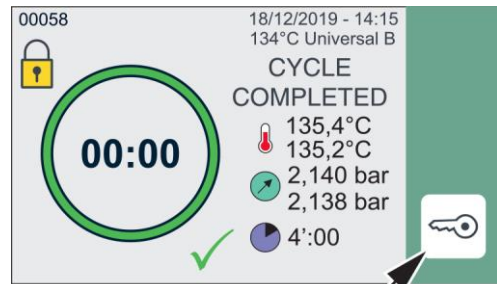 00058
18/12/2019 - 14:15
134°C Universal B
CYCLE
COMPLETED
00:00
135,4°C
135,2°C
2,140 bar
2,138 bar
4':00